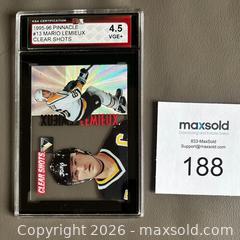 KSA CERTIFICATION
1995-96 PINNACLE
#13 MARIO LEMIEUX
CLEAR SHOTS
4.5
VGE+
LEMIEUX
CLEAR SHOTS
maxsold
833-MaxSold
Support@maxsold.com
188
Copyright ©2026 - MaxSold.com